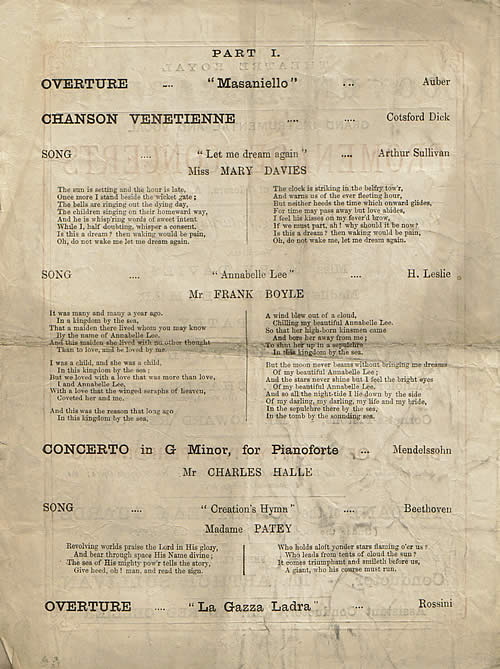 PART I.
OVERTURE .... "Masaniello" ... Auber
CHANSON VENETIENNE .... .... Cotsford Dick
SONG .... "Let me dream again" .... Arthur Sullivan
Miss MARY DAVIES
The sun is setting and the hour is late,
Once more I stand beside the wicket gate;
The bells are ringing out the dying day,
The children singing on their homeward way,
And he is whispering words of sweet intent
While I, half doubting, whisper a consent.
Is this a dream? then waking would be pain,
Oh, do not wake me let me dream again.
The clock is striking in the belfry tow'r,
And warns us of the ever fleeting hour,
But neither heeds the time which onward glides,
For time may pass away but love abides,
I feel his kisses on my fever'd brow,
If we must part, ah! why should it be now?
Is this a dream? then waking would be pain,
Oh, do not wake me, let me dream again.
SONG .... "Annabelle Lee" .... H. Leslie
Mr FRANK BOYLE
It was many and many a year ago.
In a kingdom by the sea,
That a maiden there lived whom you may know
By the name of Annabelle Lee.
And this maiden she lived with no other thought
Than to love, and be loved by me.
I was a child, and she was a child,
In this kingdom by the sea;
But we loved with a love that was more than love,
I and Annabelle Lee,
With a love that the winged seraphs of heaven,
Coveted her and me.
And this was the reason that long ago
In this kingdom by the sea,
A wind blew out of a cloud,
Chilling my beautiful Annabelle Lee.
So that her high-born kinsmen came
And bore her away from me;
To shut her up in a sepulchre
In this kingdom by the sea.
But the moon never beams without bringing me dreams
Of my beautiful Annabelle Lee;
And the stars never shine but I feel the bright eyes
Of my beautiful Annabelle Lee.
And so all the night-tide I lie down by the side
Of my darling, my darling, my life and my bride,
In the sepulchre there by the sea,
In the tomb by the sounding sea.
CONCERTO in G Minor, for Pianoforte ... Mendelssohn
Mr CHARLES HALLE
SONG .... "Creation's Hymn" .... Beethoven
Madame PATEY
Revolving worlds praise the Lord in His glory,
And bear through space His Name divine;
The sea of His mighty pow'r tells the story,
Give heed, oh! man, and read the sign.
Who holds aloft yonder stars flaming o'er us?
Who leads from tents of cloud the sun?
It comes triumphant and smileth before us,
A giant, who his course must run.
OVERTURE .... "La Gazza Ladra" .... Rossini